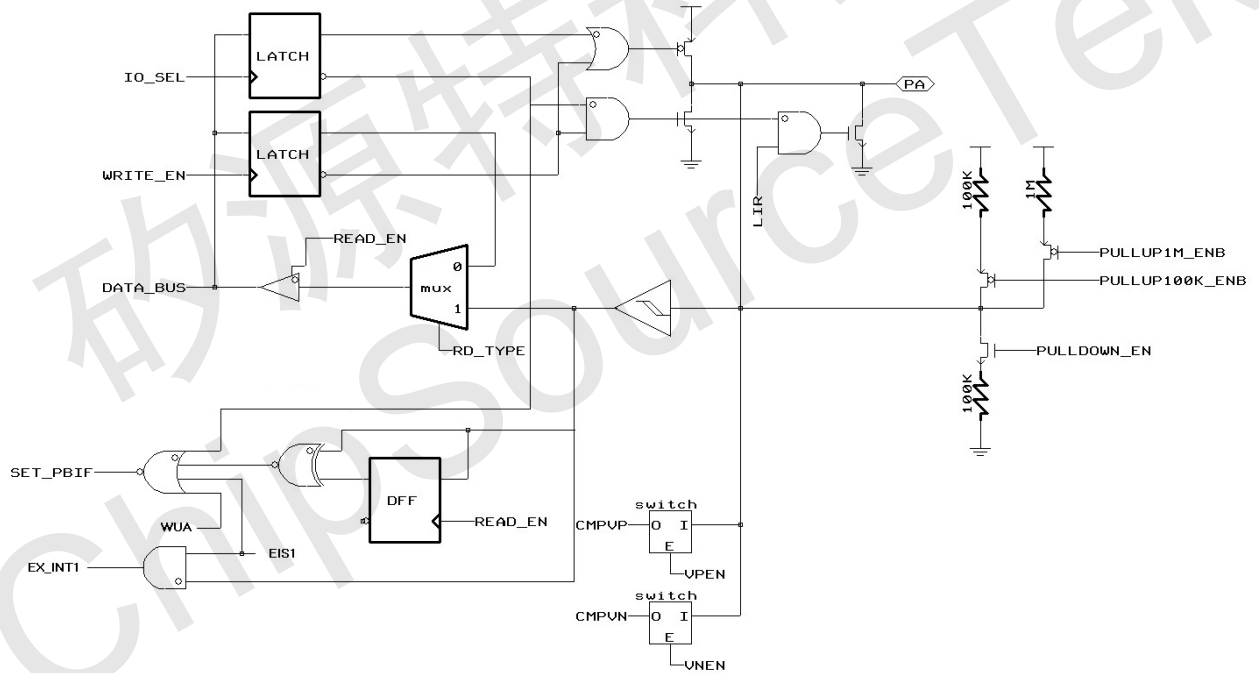 LATCH
IO_SEL
PA
LATCH
WRITE_EN
LIR
100K
1M
READ_EN
PULLUP1M_ENB
0
DATA_BUS
mux
PULLUP100K_ENB
1
RD_TYPE
PULLDOWN_EN
100K
SET_PBIF
DFF
READ_EN
WUA
switch
CMPVP
O I
E
EIS1
EX_INT1
VPEN
switch
CMPVN
O I
E
VNEN
矽源特科
ChipSourceTek